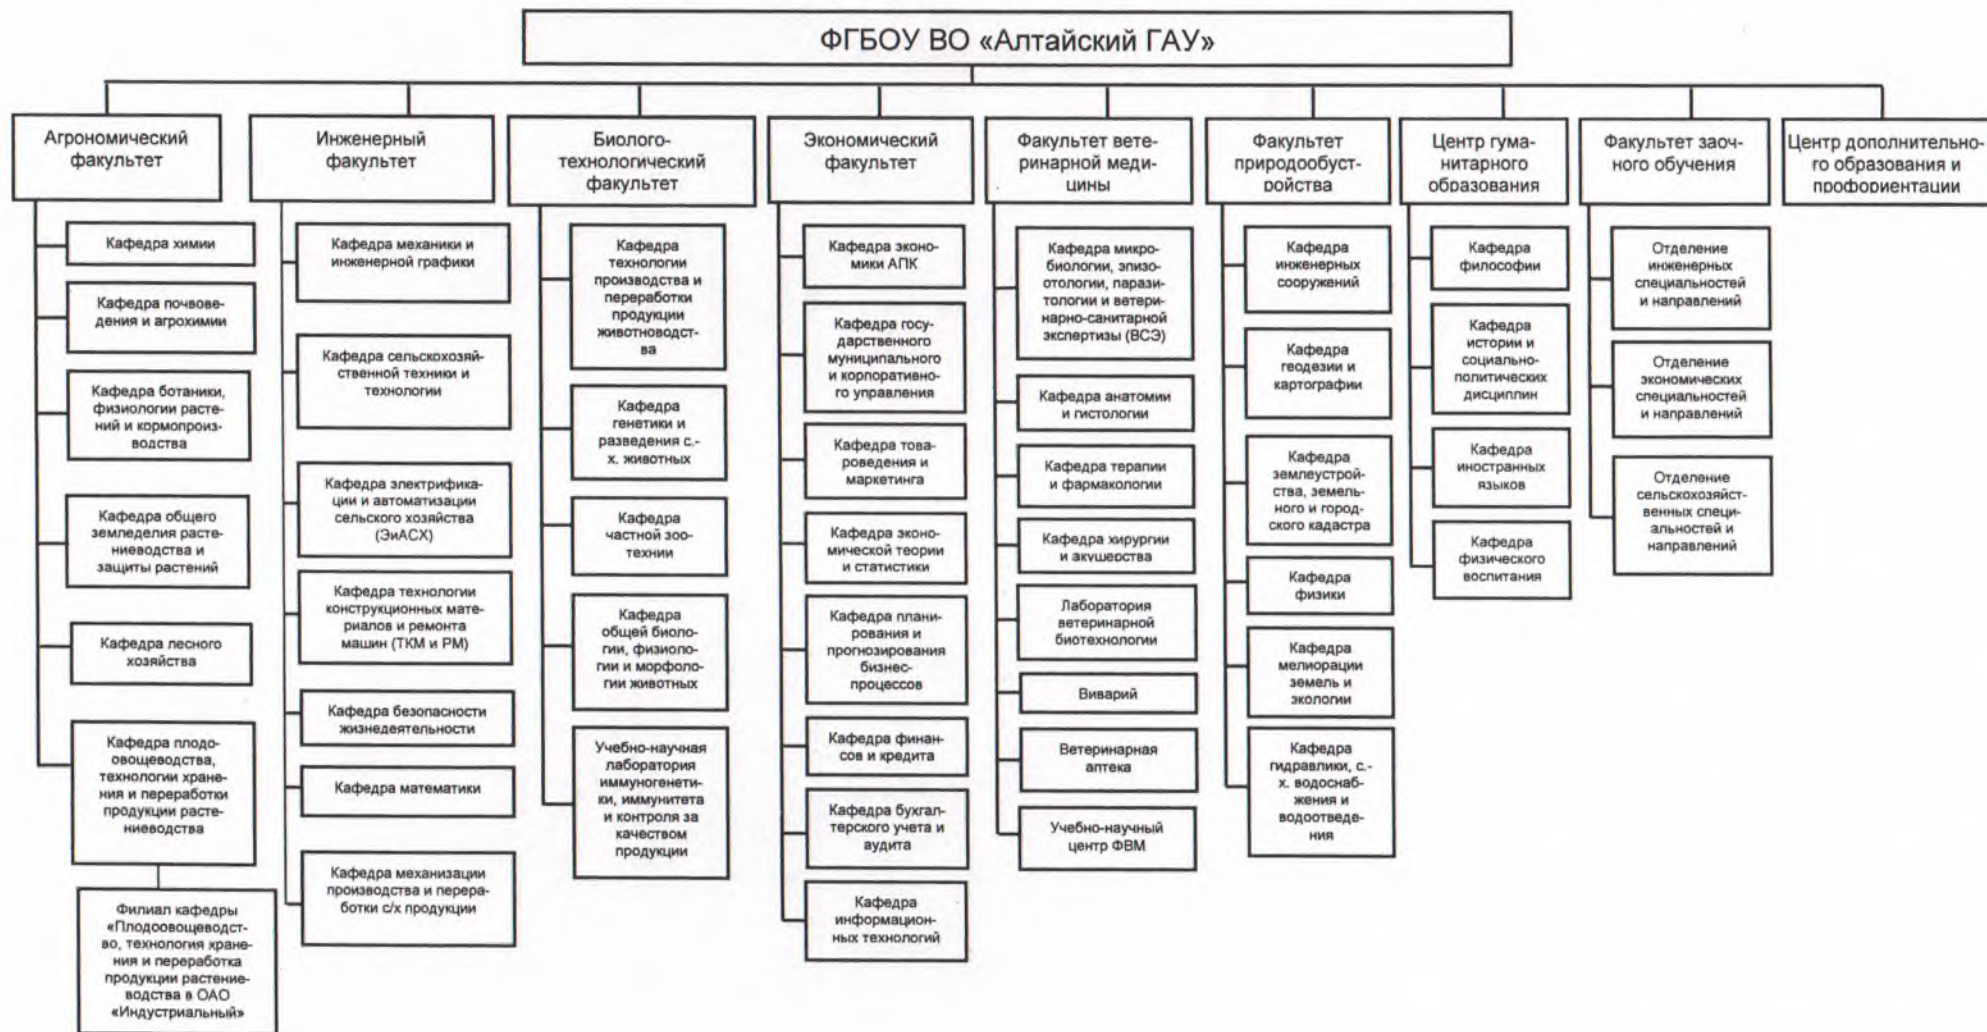 ФГБОУ ВО «Алтайский ГАУ»
Агрономический
факультет
Кафедра химии
Кафедра почвове-
дения и агрохимии
Кафедра ботаники,
физиологии расте-
ний и кормопроиз-
водства
Кафедра общего
земледелия расте-
ниеводства и
защиты растений
Кафедра лесного
хозяйства
Кафедра плодо-
овощеводства,
технологии хране-
ния и переработки
продукции расте-
ниеводства
Филиал кафедры
«Плодоовощеводст-
во, технология хране-
ния и переработка
продукции растение-
водства в ОАО
«Индустриальный»
Инженерный
факультет
Кафедра механики и
инженерной графики
Кафедра сельскохозяй-
ственной техники и
технологии
Кафедра электрифика-
ции и автоматизации
сельского хозяйства
(ЭиАСХ)
Кафедра технологии
конструкционных мате-
риалов и ремонта
машин (ТКМ и РМ)
Кафедра безопасности
жизнедеятельности
Кафедра математики
Кафедра механизации
производства и перера-
ботки с/х продукции
Биолого-
технологический
факультет
Кафедра
технологии
производства и
переработки
продукции
животноводст-
ва
Кафедра
генетики и
разведения с.-
х. животных
Кафедра
частной зоо-
технии
Кафедра
общей биоло-
гии, физиоло-
гии и морфоло-
гии животных
Учебно-научная
лаборатория
иммуногенети-
ки, иммунитета
и контроля за
качеством
продукции
Экономический
факультет
Кафедра эконо-
мики АПК
Кафедра госу-
дарственного
муниципального
и корпоративно-
го управления
Кафедра това-
роведения и
маркетинга
Кафедра эконо-
мической теории
и статистики
Кафедра плани-
рования и
прогнозирования
бизнес-
процессов
Кафедра финан-
сов и кредита
Кафедра бухгал-
терского учета и
аудита
Кафедра
информацион-
ных технологий
Факультет вете-
ринарной меди-
цины
Кафедра микро-
биологии, эпизо-
отологии, парази-
тологии и ветери-
нарно-санитарной
экспертизы (ВСЭ)
Кафедра анатомии
и гистологии
Кафедра терапии
и фармакологии
Кафедра хирургии
и акушерства
Лаборатория
ветеринарной
биотехнологии
Виварий
Ветеринарная
аптека
Учебно-научный
центр ФВМ
Факультет
природообуст-
ройства
Кафедра
инженерных
сооружений
Кафедра
геодезии и
картографии
Кафедра
землеустрой-
ства, земель-
ного и город-
ского кадастра
Кафедра
физики
Кафедра
мелиорации
земель и
экологии
Кафедра
гидравлики, с.-
х. водоснаб-
жения и
водоотведе-
ния
Центр гума-
нитарного
образования
Кафедра
философии
Кафедра
истории и
социально-
политических
дисциплин
Кафедра
иностранных
языков
Кафедра
физического
воспитания
Факультет заоч-
ного обучения
Отделение
инженерных
специальностей
и направлений
Отделение
экономических
специальностей
и направлений
Отделение
сельскохозяйст-
венных специ-
альностей и
направлений
Центр дополнительно-
го образования и
профориентации